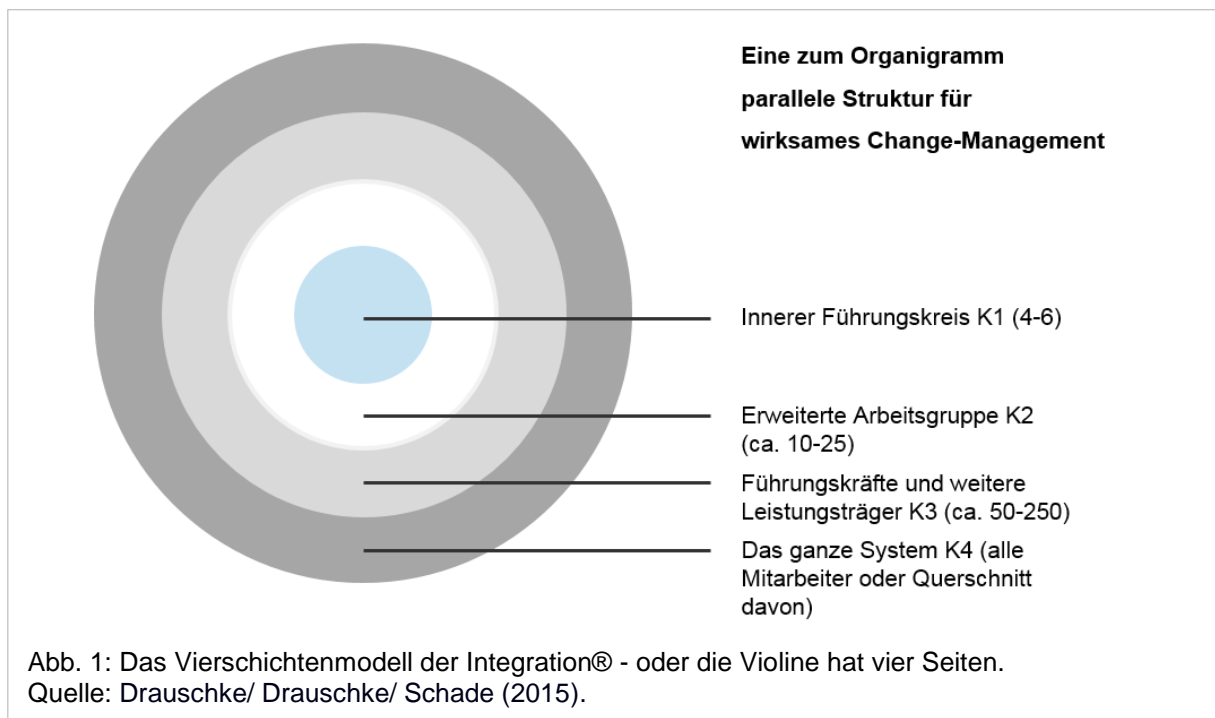 Eine zum Organigramm
parallele Struktur für
wirksames Change-Management
Innerer Führungskreis K1 (4-6)
Erweiterte Arbeitsgruppe K2
(ca. 10-25)
Führungskräfte und weitere
Leistungsträger K3 (ca. 50-250)
Das ganze System K4 (alle
Mitarbeiter oder Querschnitt
davon)
Abb. 1: Das Vierschichtenmodell der Integration® - oder die Violine hat vier Seiten.
Quelle: Drauschke/ Drauschke/ Schade (2015).